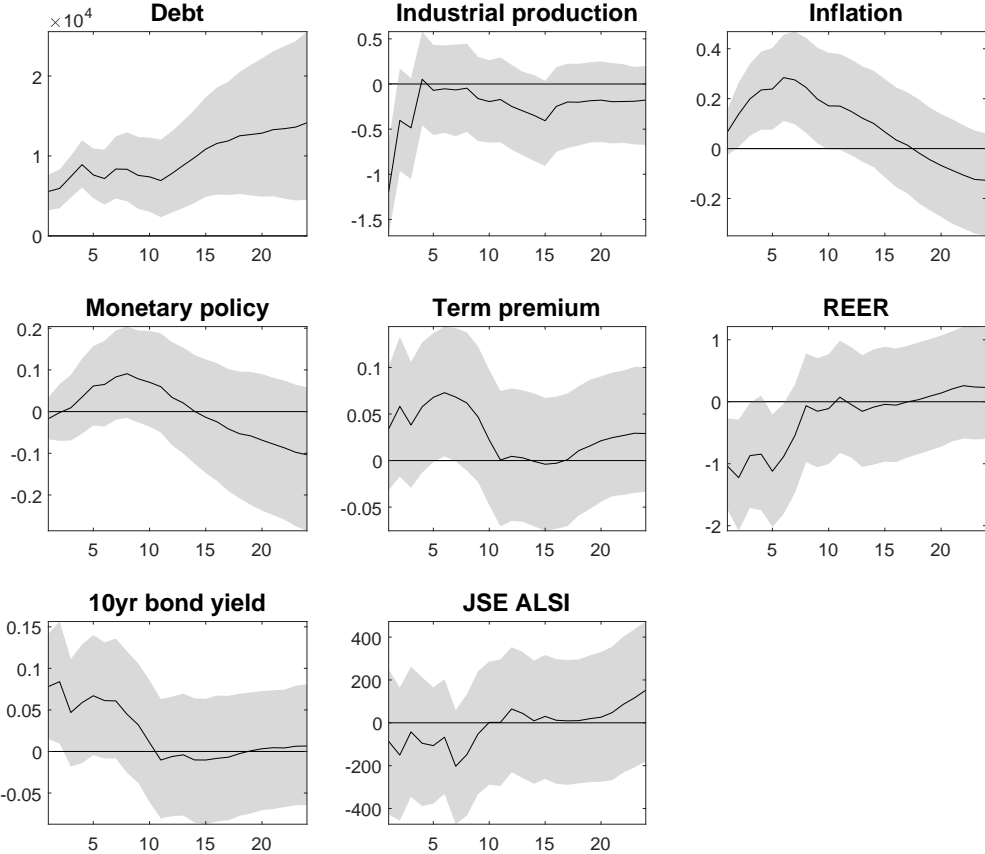 Debt
×10⁴
2
1
0
5 10 15 20
Industrial production
0.5
0
-0.5
-1
-1.5
5 10 15 20
Inflation
0.4
0.2
0
-0.2
5 10 15 20
Monetary policy
0.2
0.1
0
-0.1
-0.2
5 10 15 20
Term premium
0.1
0.05
0
-0.05
5 10 15 20
REER
1
0
-1
-2
5 10 15 20
10yr bond yield
0.15
0.1
0.05
0
-0.05
5 10 15 20
JSE ALSI
400
200
0
-200
-400
5 10 15 20